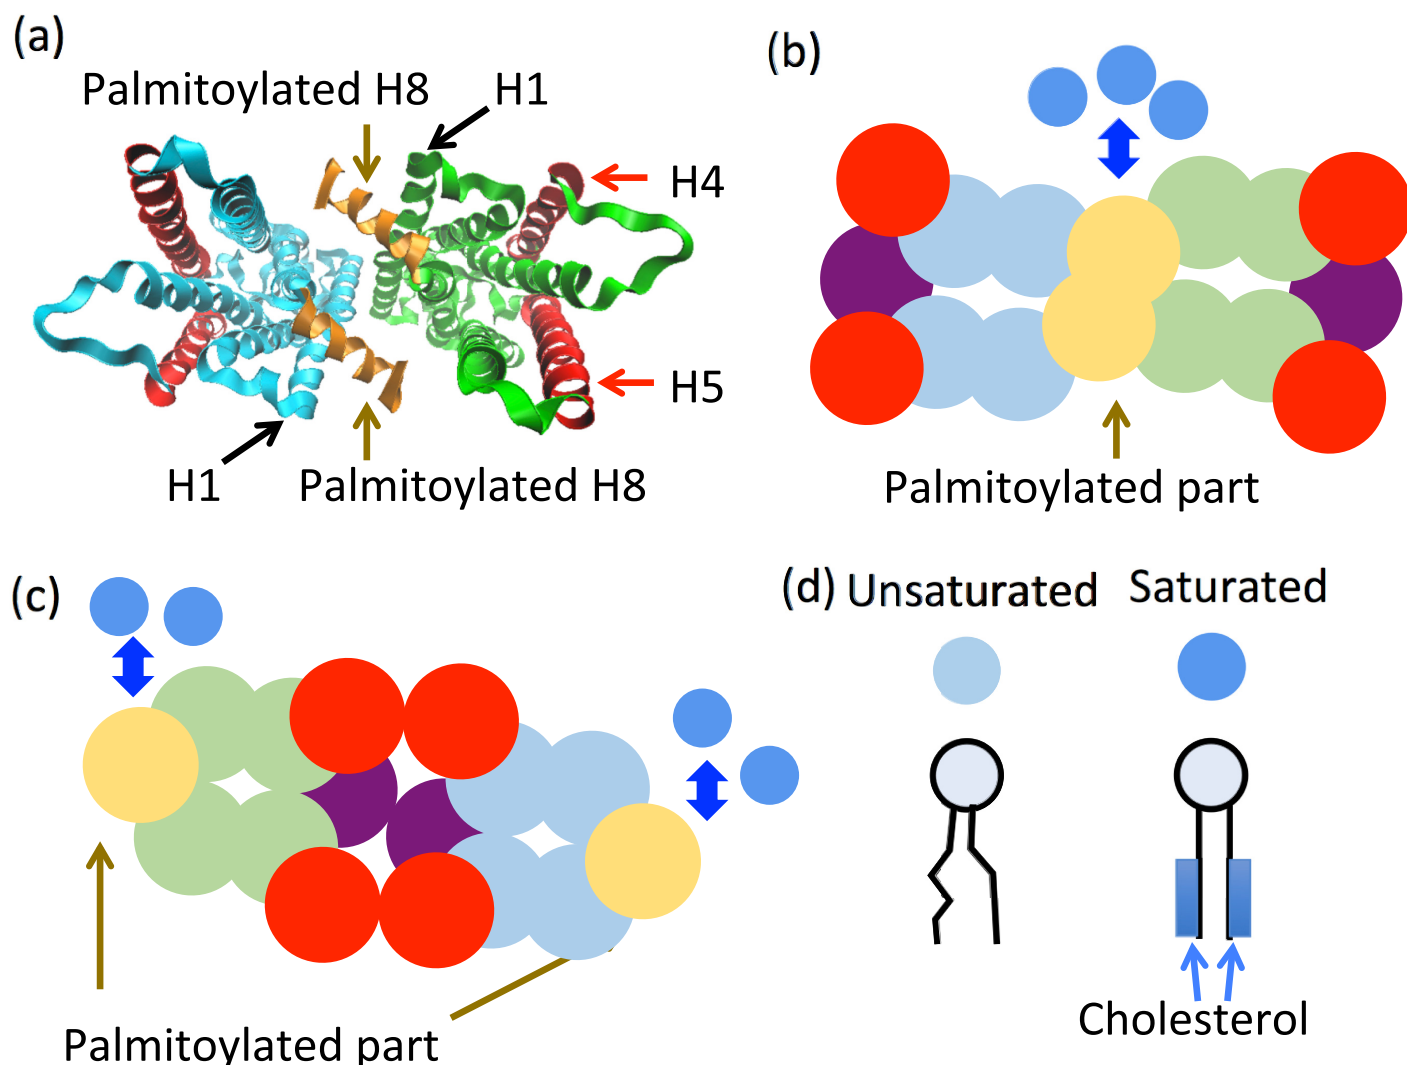 (a)
Palmitoylated H8
H1
H4
H5
H1
Palmitoylated H8
(b)
Palmitoylated part
(c)
Palmitoylated part
(d) Unsaturated
Saturated
Cholesterol